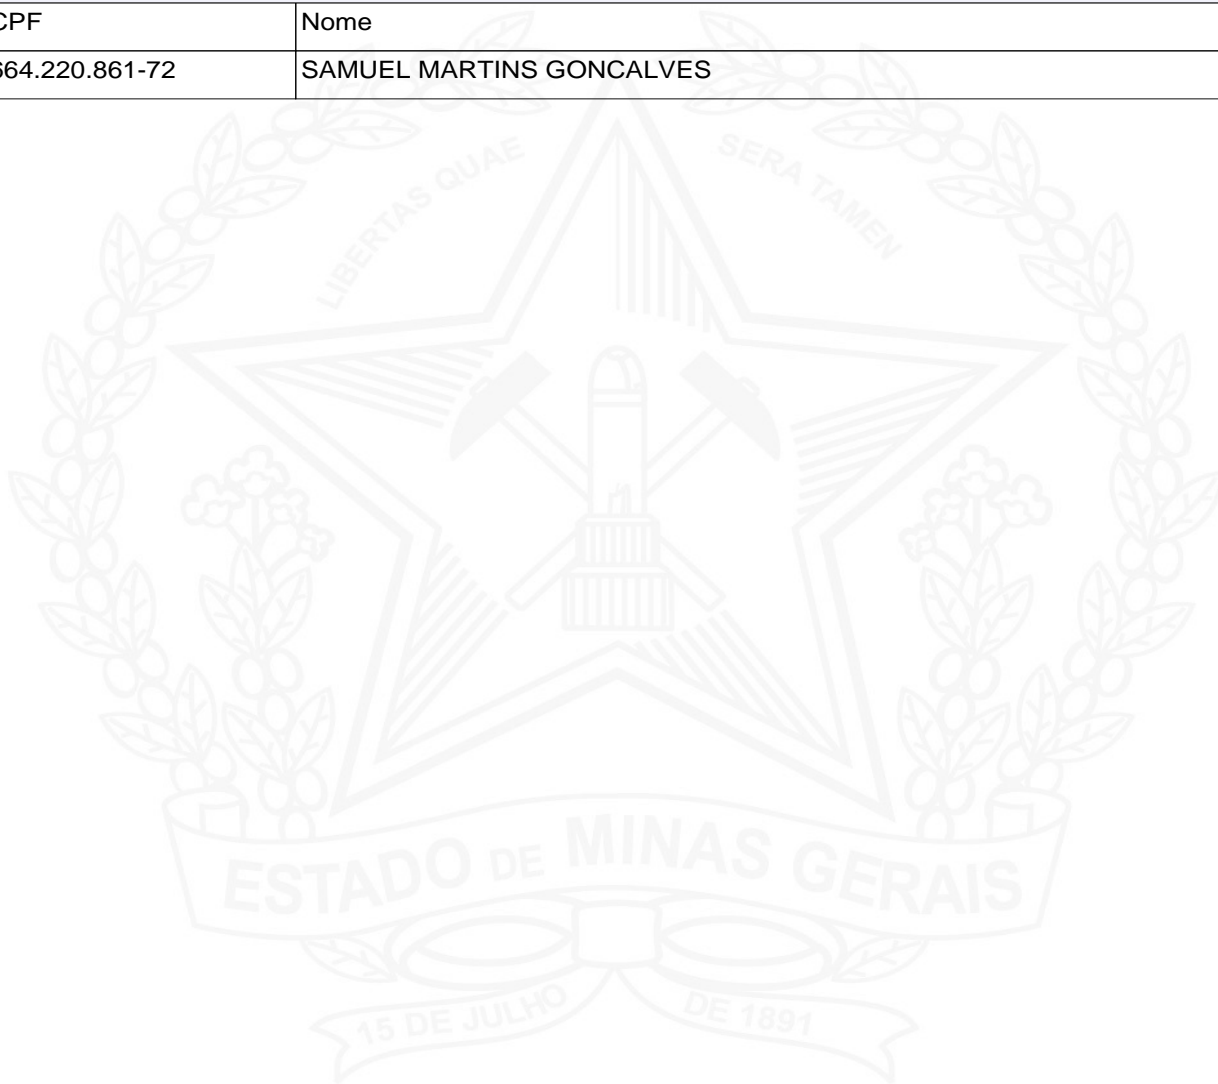 CPF Nome
664.220.861-72 SAMUEL MARTINS GONCALVES
LIBERTAS QUAE SERA TAMEN
ESTADO DE MINAS GERAIS
15 DE JULHO DE 1891